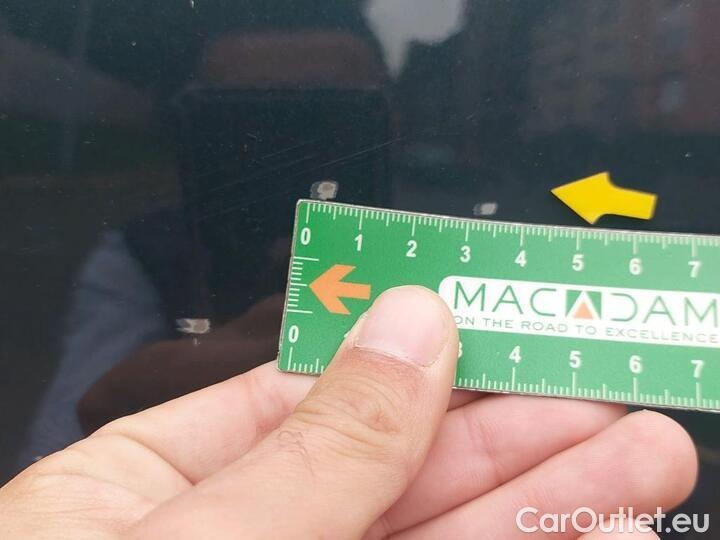 0 1 2 3 4 5 6 7
MACADAM
ON THE ROAD TO EXCELLENCE
0 3 4 5 6 7
CarOutlet.eu